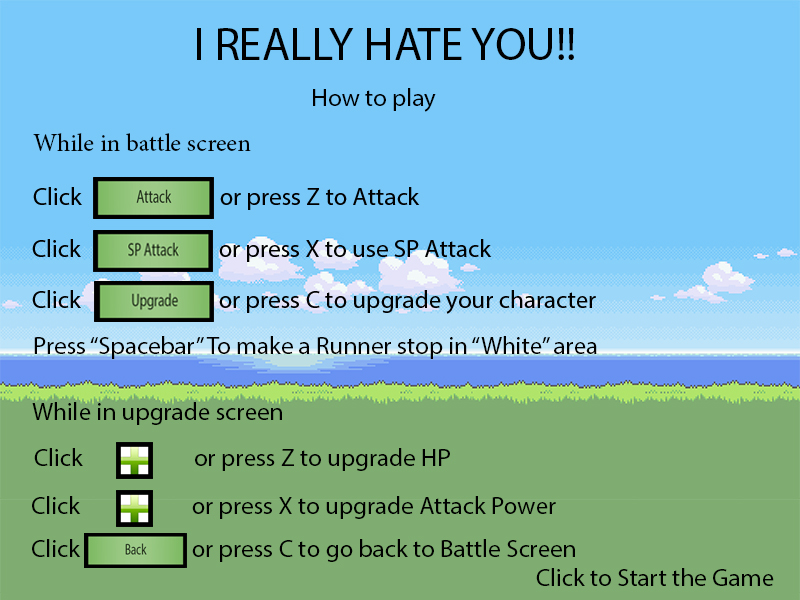 I REALLY HATE YOU!!
How to play
While in battle screen
Click Attack or press Z to Attack
Click SP Attack or press X to use SP Attack
Click Upgrade or press C to upgrade your character
Press “Spacebar” To make a Runner stop in “White” area
While in upgrade screen
Click or press Z to upgrade HP
Click or press X to upgrade Attack Power
Click Back or press C to go back to Battle Screen
Click to Start the Game